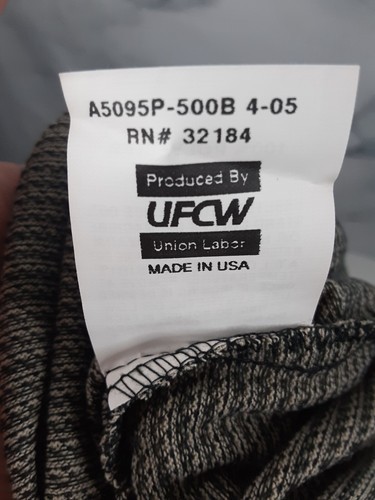 A5095P-500B 4-05
RN# 32184
Produced By
UFCW
Union Labor
MADE IN USA